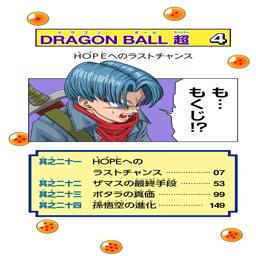 DRAGON BALL 超 4
HOPEへのラストチャンス
も…
もくじ!?
其之二十一 HOPEへの
ラストチャンス 07
其之二十二 ザマスの最終手段 53
其之二十三 ポタラの真価 99
其之二十四 孫悟空の進化 149